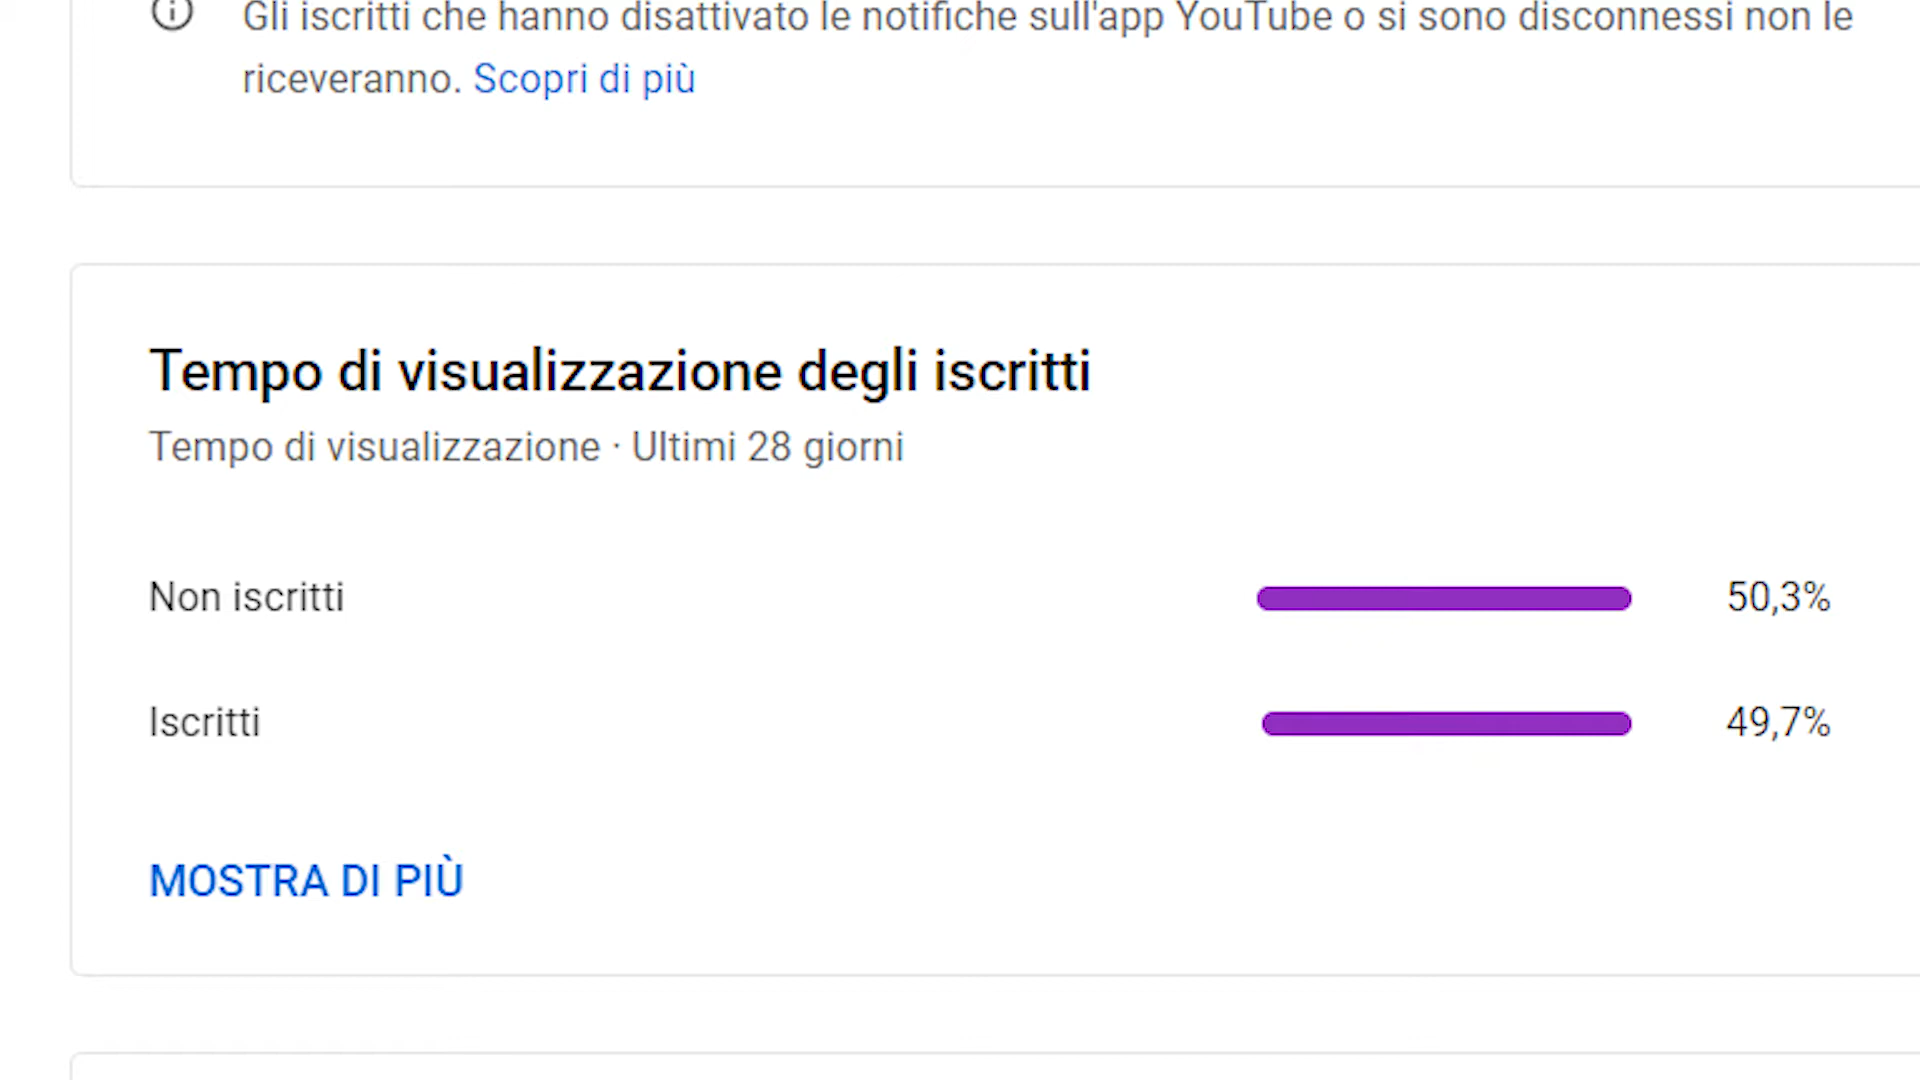 Gli iscritti che hanno disattivato le notifiche sull'app YouTube o si sono disconnessi non le
riceveranno. Scopri di più
Tempo di visualizzazione degli iscritti
Tempo di visualizzazione · Ultimi 28 giorni
Non iscritti 50,3%
Iscritti 49,7%
MOSTRA DI PIÙ